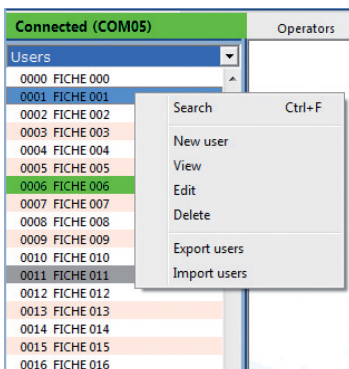 Connected (COM05)
Operators
Users
0000 FICHE 000
0001 FICHE 001
0002 FICHE 002
0003 FICHE 003
0004 FICHE 004
0005 FICHE 005
0006 FICHE 006
0007 FICHE 007
0008 FICHE 008
0009 FICHE 009
0010 FICHE 010
0011 FICHE 011
0012 FICHE 012
0013 FICHE 013
0014 FICHE 014
0015 FICHE 015
0016 FICHE 016
Search Ctrl+F
New user
View
Edit
Delete
Export users
Import users